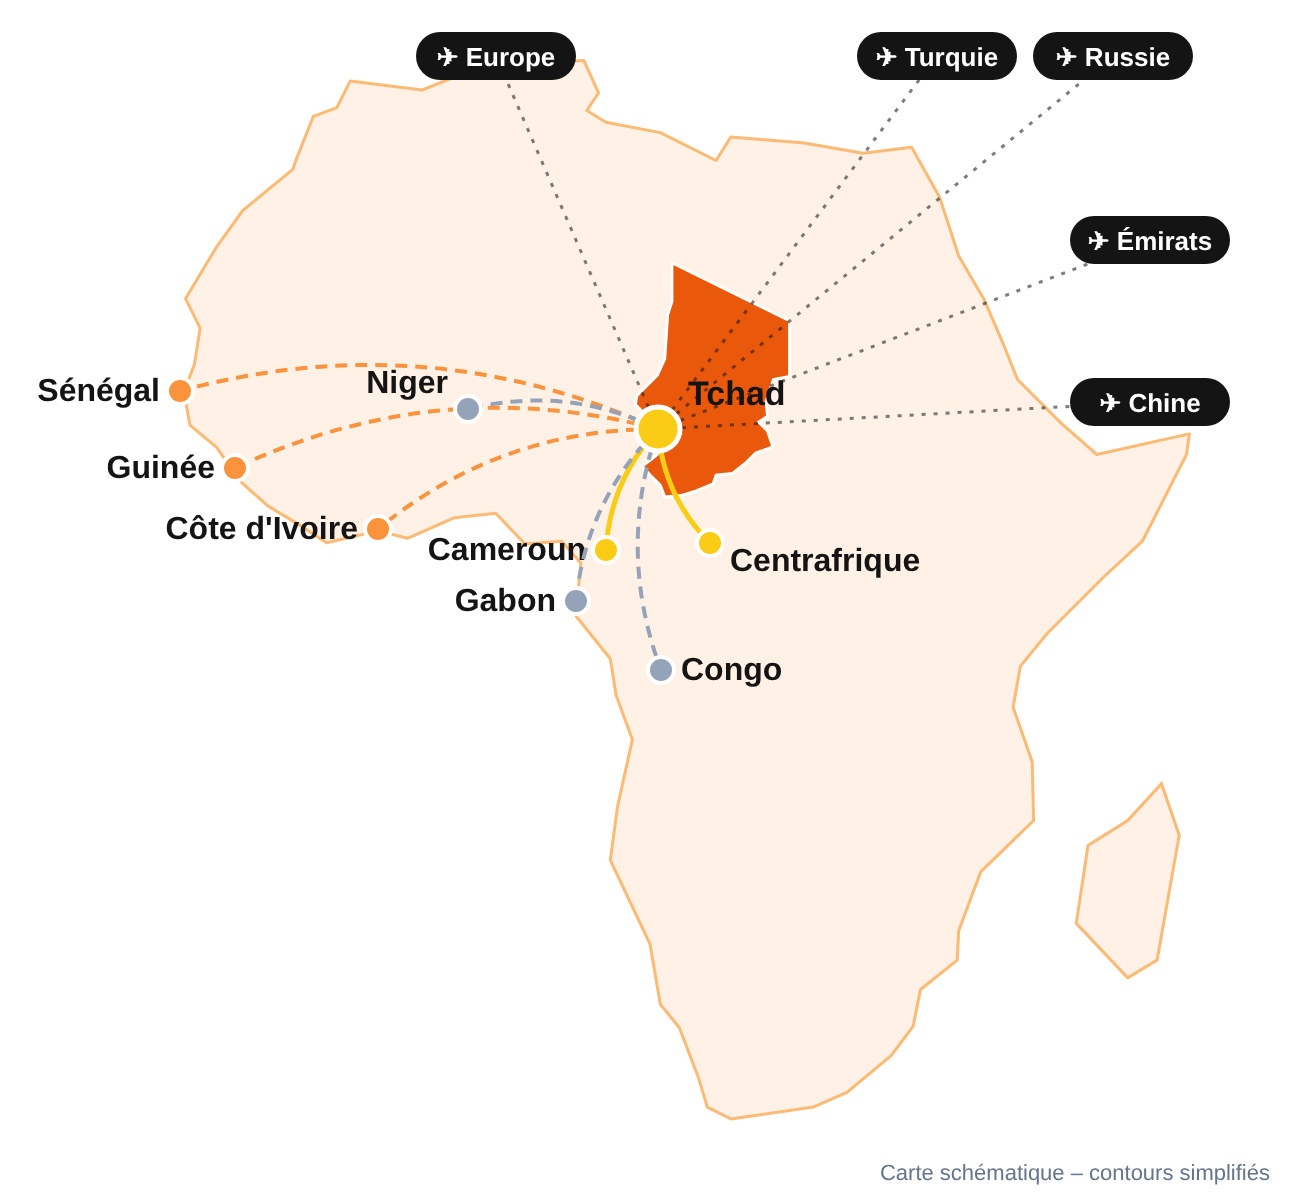 ✈ Europe
✈ Turquie
✈ Russie
✈ Émirats
Niger
Sénégal
Tchad
✈ Chine
Guinée
Côte d'Ivoire
Cameroun
Centrafrique
Gabon
Congo
Carte schématique – contours simplifiés